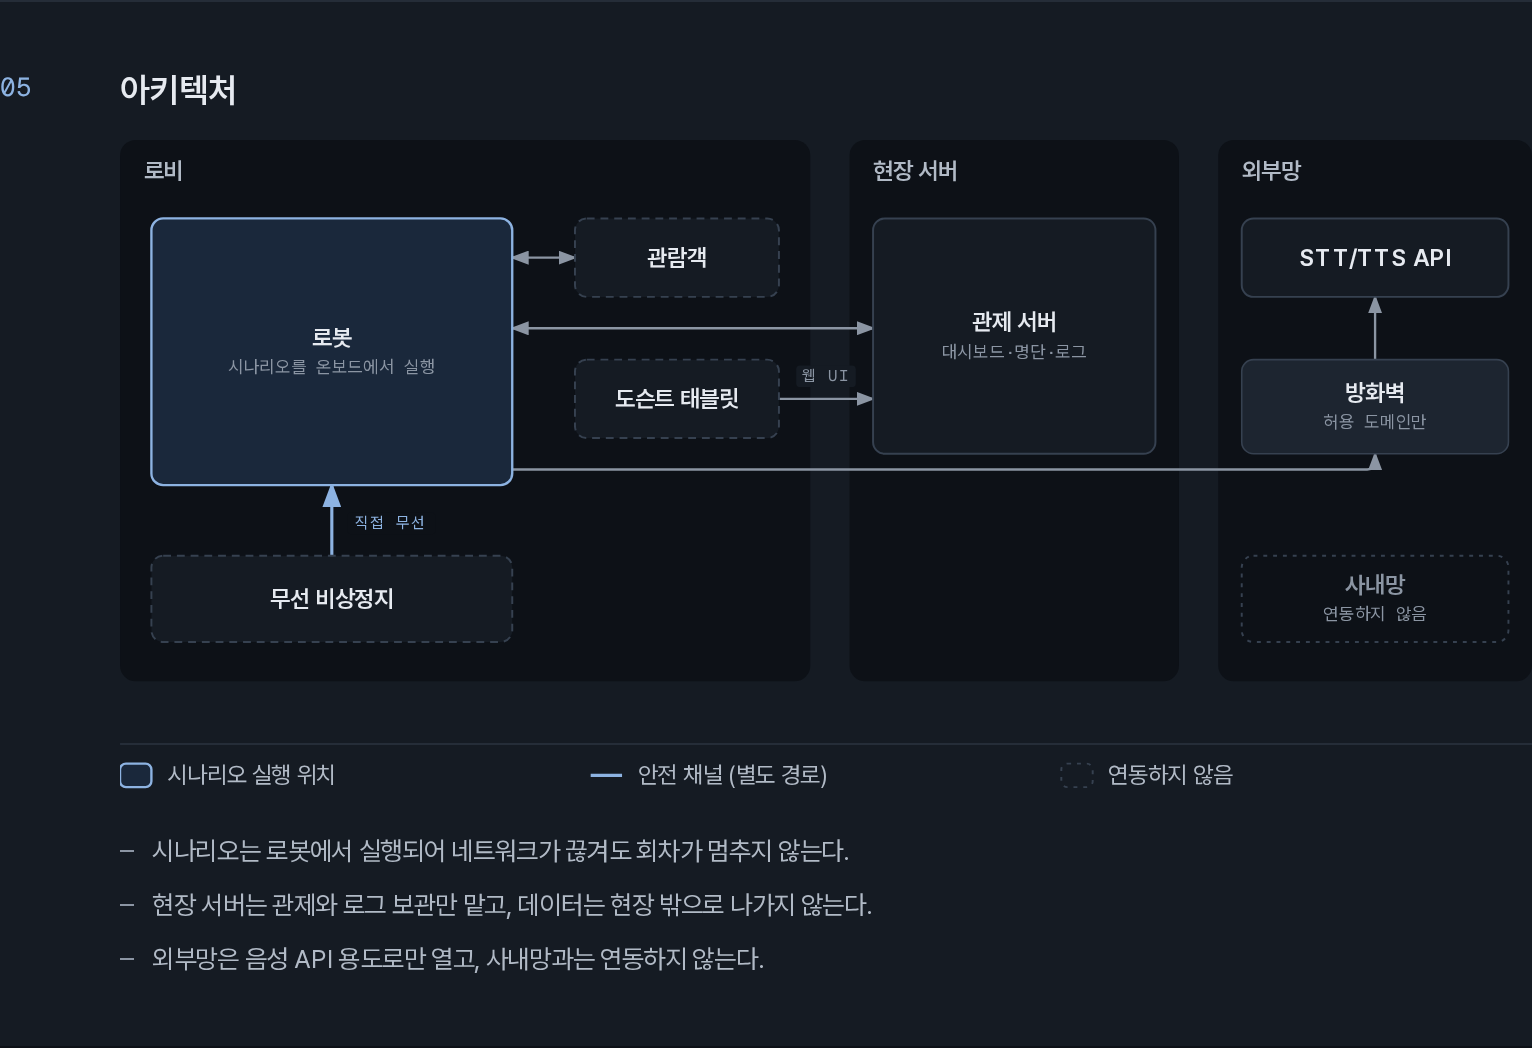 05
아키텍처
로비
현장 서버
외부망
로봇
시나리오를 온보드에서 실행
관람객
도슨트 태블릿
웹 UI
관제 서버
대시보드·명단·로그
STT/TTS API
방화벽
허용 도메인만
직접 무선
무선 비상정지
사내망
연동하지 않음
시나리오 실행 위치
안전 채널 (별도 경로)
연동하지 않음
– 시나리오는 로봇에서 실행되어 네트워크가 끊겨도 회차가 멈추지 않는다.
– 현장 서버는 관제와 로그 보관만 맡고, 데이터는 현장 밖으로 나가지 않는다.
– 외부망은 음성 API 용도로만 열고, 사내망과는 연동하지 않는다.